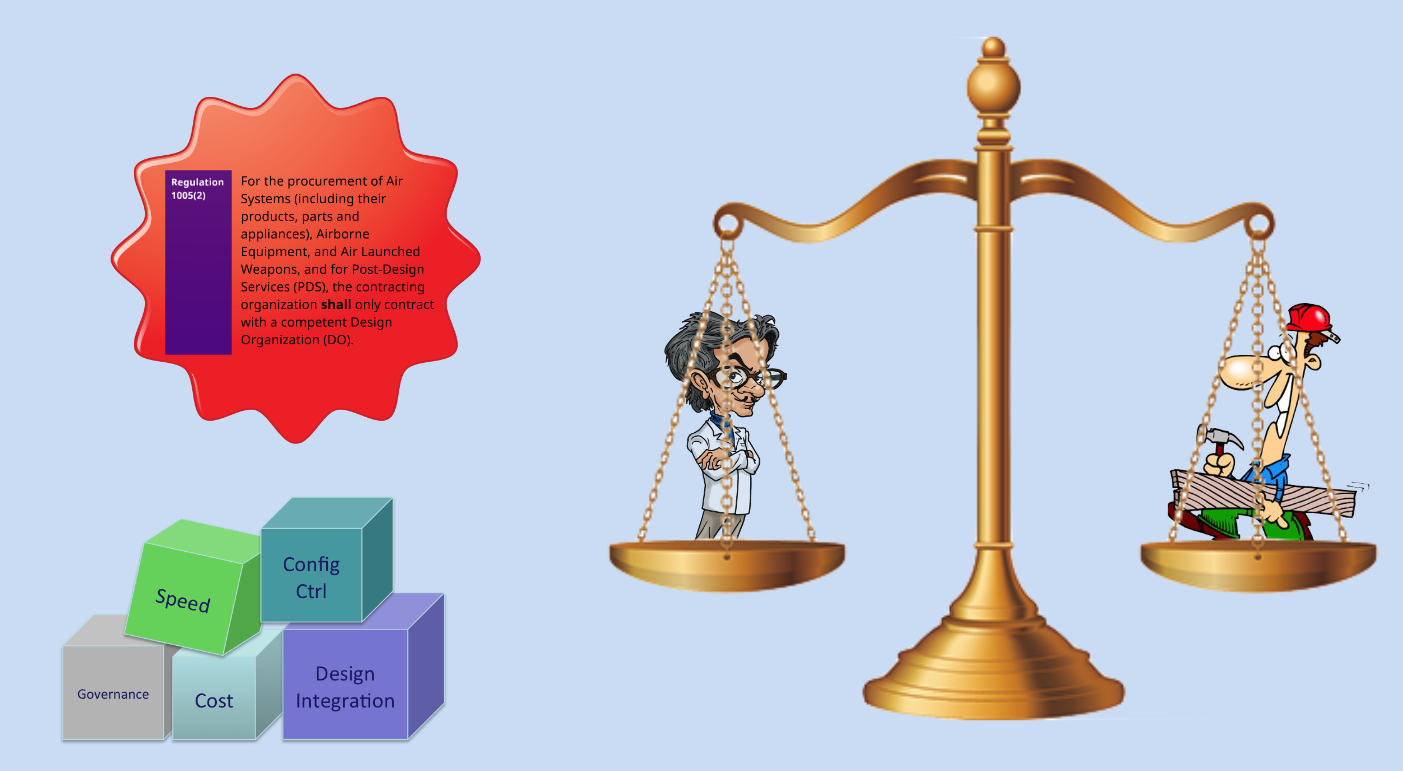 Regulation
1005(2)
For the procurement of Air
Systems (including their
products, parts and
appliances), Airborne
Equipment, and Air Launched
Weapons, and for Post-Design
Services (PDS), the contracting
organization shall only contract
with a competent Design
Organization (DO).
Config
Ctrl
Speed
Governance
Cost
Design
Integration